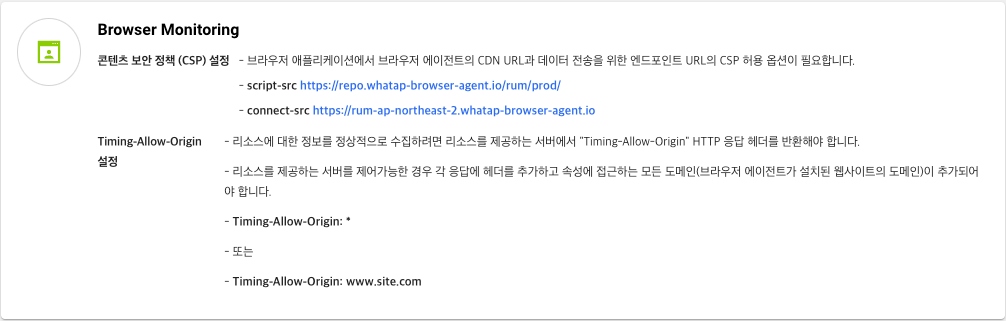 Browser Monitoring
콘텐츠 보안 정책 (CSP) 설정
- 브라우저 애플리케이션에서 브라우저 에이전트의 CDN URL과 데이터 전송을 위한 엔드포인트 URL의 CSP 허용 옵션이 필요합니다.
- script-src https://repo.whatap-browser-agent.io/rum/prod/
- connect-src https://rum-ap-northeast-2.whatap-browser-agent.io
Timing-Allow-Origin
설정
- 리소스에 대한 정보를 정상적으로 수집하려면 리소스를 제공하는 서버에서 "Timing-Allow-Origin" HTTP 응답 헤더를 반환해야 합니다.
- 리소스를 제공하는 서버를 제어가능한 경우 각 응답에 헤더를 추가하고 속성에 접근하는 모든 도메인(브라우저 에이전트가 설치된 웹사이트의 도메인)이 추가되어
야 합니다.
- Timing-Allow-Origin: *
- 또는
- Timing-Allow-Origin: www.site.com